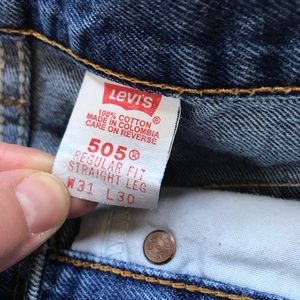 Levi's
100% COTTON
MADE IN COLOMBIA
CARE ON REVERSE
505®
REGULAR FIT
STRAIGHT LEG
W31 L30